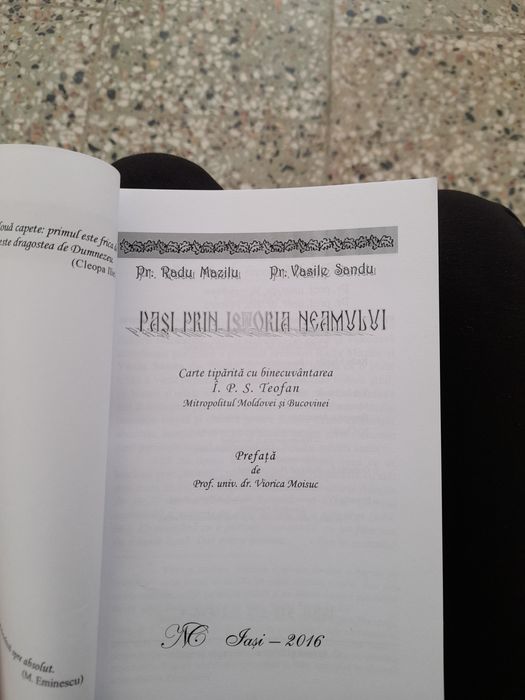 două capete: primul este frica
este dragostea de Dumnezeu.
(Cleopa Ilie
absolut.
(M. Eminescu)
Pr. Radu Mazilu Pr. Vasile Sandu
PAȘI PRIN ISTORIA NEAMULUI
Carte tipărită cu binecuvântarea
Î. P. S. Teofan
Mitropolitul Moldovei și Bucovinei
Prefață
de
Prof. univ. dr. Viorica Moisuc
Iași – 2016